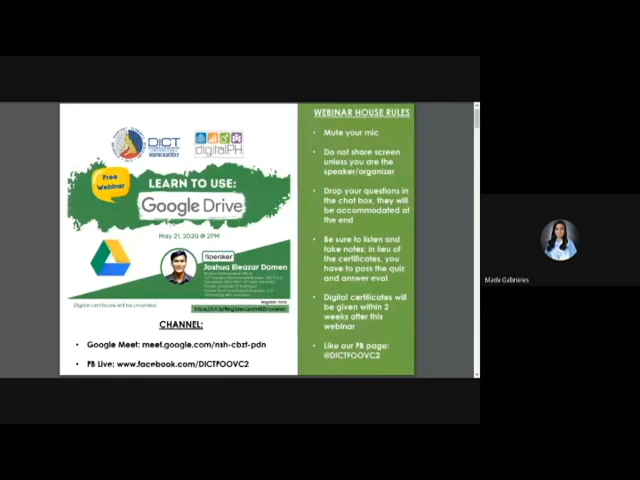 DICT
digitalPH
Free
Webinar
LEARN TO USE:
Google Drive
May 21, 2020 @ 2PM
Speaker
Joshua Eleazar Domen
Digital certificate will be provided.
Register here:
CHANNEL:
• Google Meet: meet.google.com/nsh-cbzt-pdn
• FB Live: www.facebook.com/DICTFOOVC2
WEBINAR HOUSE RULES
• Mute your mic
• Do not share screen
unless you are the
speaker/organizer
• Drop your questions in
the chat box, they will
be accommodated at
the end
• Be sure to listen and
take notes; in lieu of
the certificates, you
have to pass the quiz
and answer eval
• Digital certificates will
be given within 2
weeks after this
webinar
• Like our FB page:
@DICTFOOVC2
Madx Gabrieles